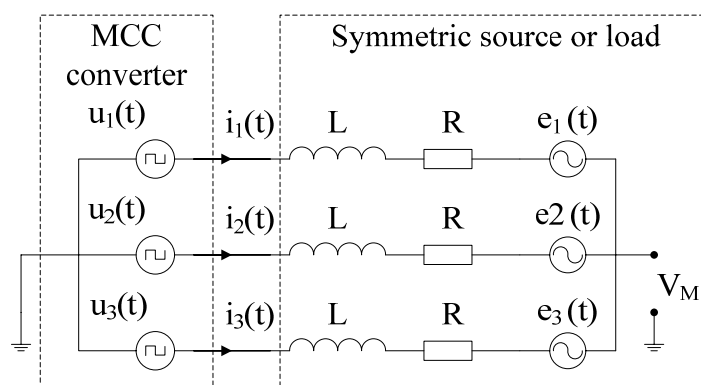 MCC
converter
Symmetric source or load
u1(t) i1(t) L R e1(t)
u2(t) i2(t) L R e2(t)
VM
u3(t) i3(t) L R e3(t)